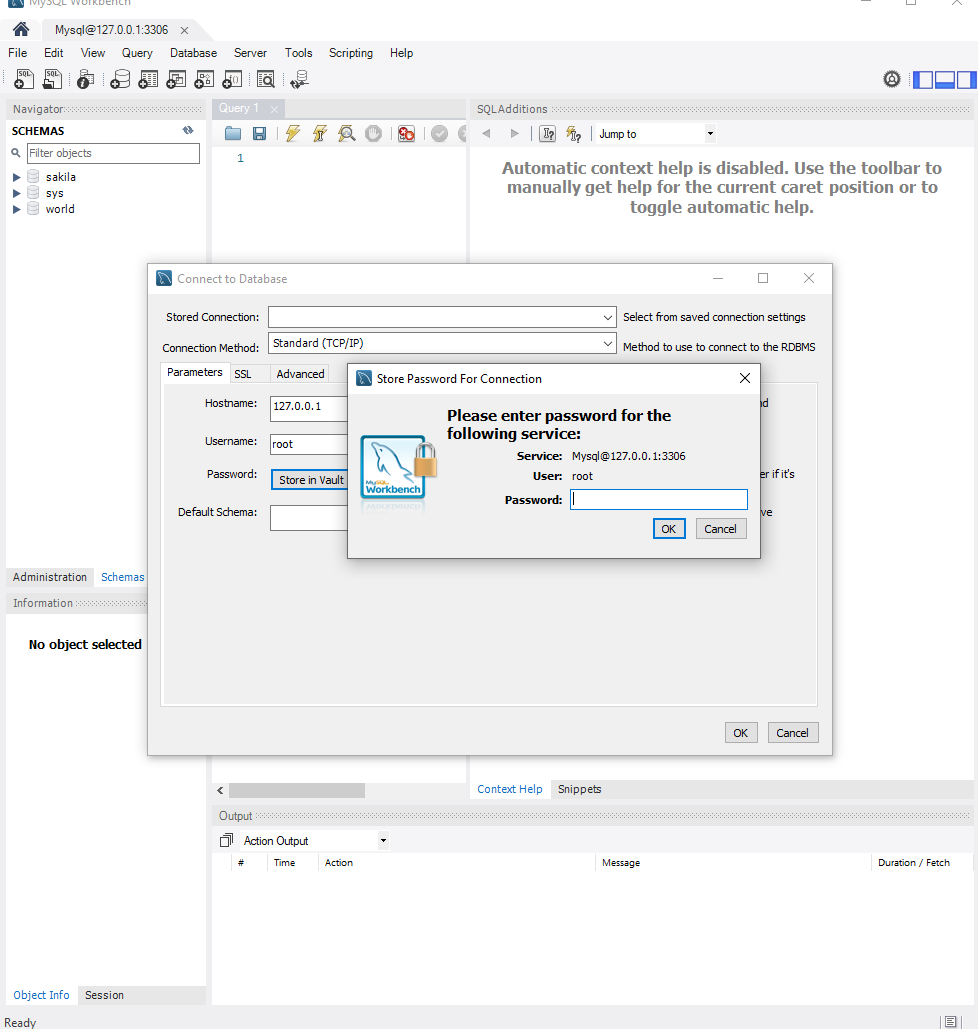 MySQL Workbench
Mysql@127.0.0.1:3306
File Edit View Query Database Server Tools Scripting Help
Navigator
SCHEMAS
Filter objects
sakila
sys
world
Administration Schemas
Information
No object selected
Object Info Session
Query 1
1
SQLAdditions
Jump to
Automatic context help is disabled. Use the toolbar to
manually get help for the current caret position or to
toggle automatic help.
Connect to Database
Stored Connection: Select from saved connection settings
Connection Method: Standard (TCP/IP) Method to use to connect to the RDBMS
Parameters SSL Advanced
Hostname: 127.0.0.1
Username: root
Password: Store in Vault er if it's
Default Schema:
Store Password For Connection
Please enter password for the
following service:
Service: Mysql@127.0.0.1:3306
User: root
Password:
MySQL
Workbench
OK Cancel
OK Cancel
Context Help Snippets
Output
Action Output
# Time Action Message Duration / Fetch
Ready